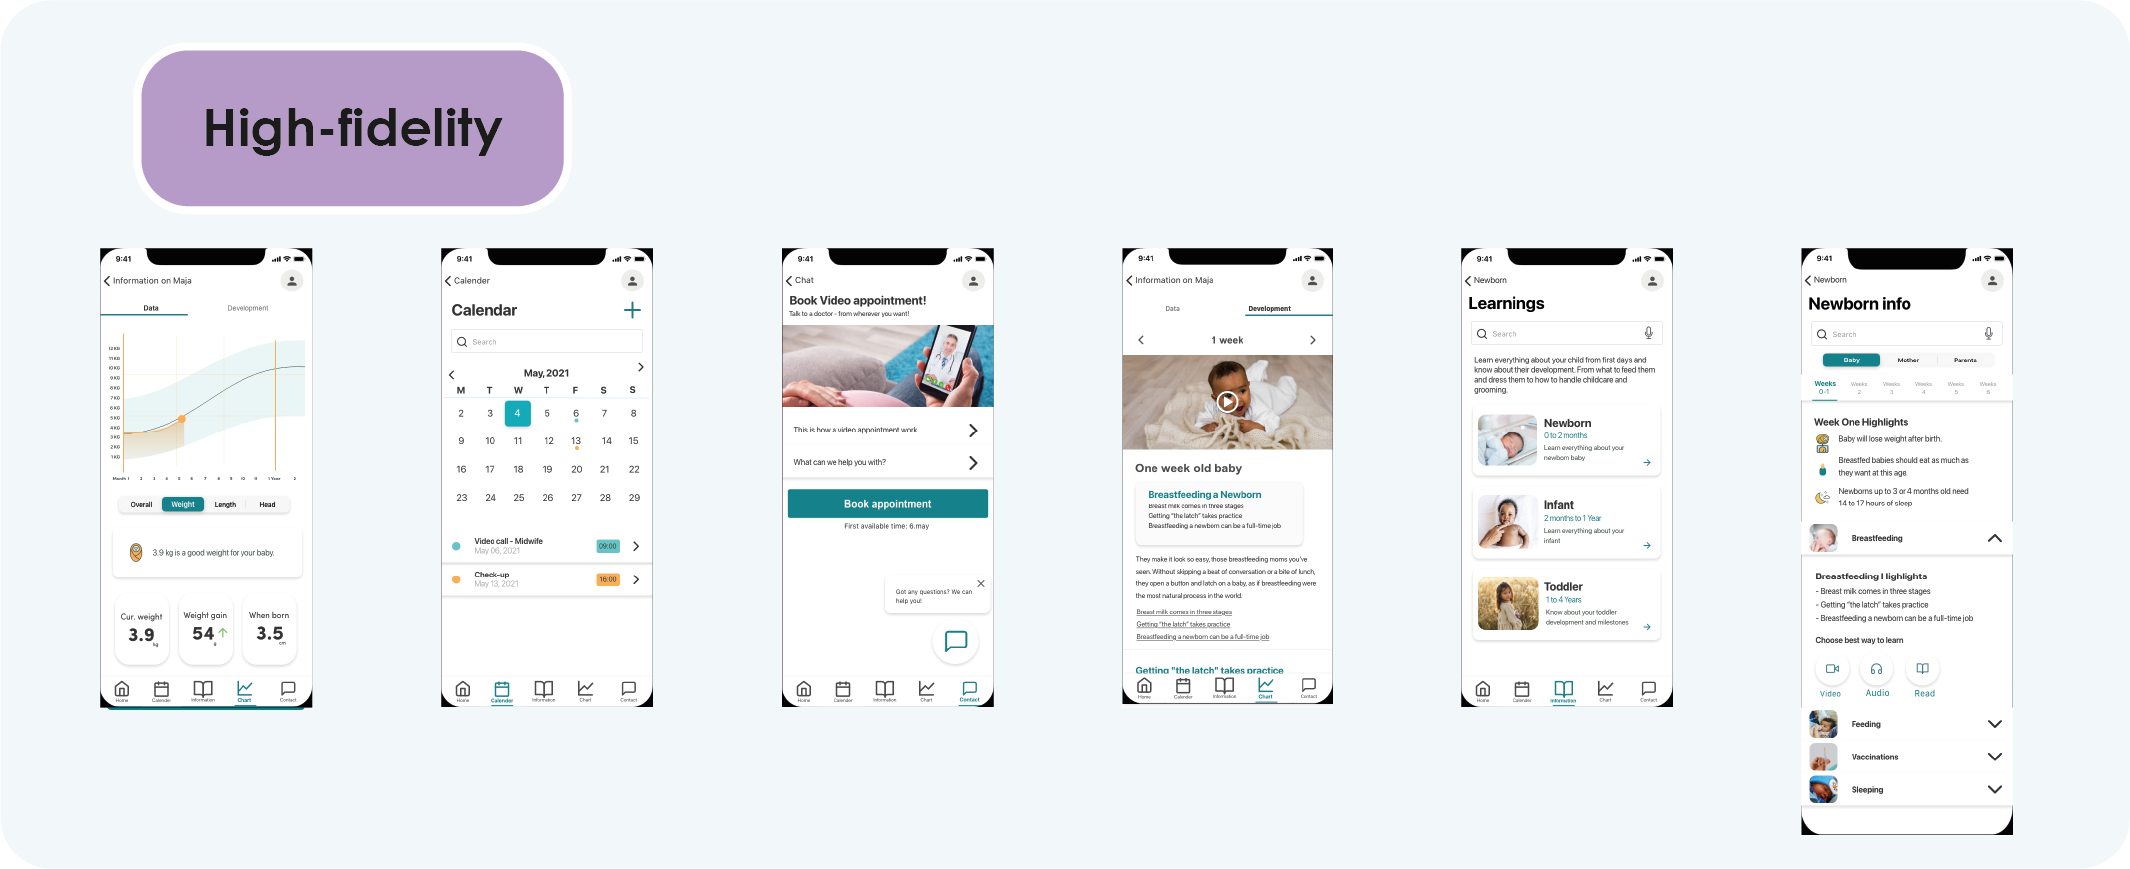 High-fidelity
9:41
Information on Maja
Data Development
12 KG
11 KG
10 KG
9 KG
8 KG
7 KG
6 KG
5 KG
4 KG
3 KG
2 KG
1 KG
Month 1 2 3 4 5 6 7 8 9 10 11 1 Year 2
Overall Weight Length Head
3.9 kg is a good weight for your baby.
Cur. weight
3.9
kg
Weight gain
54
g
When born
3.5
cm
Home Calender Information Chart Contact
9:41
Calender
Calendar
Search
May, 2021
M T W T F S S
2 3 4 5 6 7 8
9 10 11 12 13 14 15
16 17 18 19 20 21 22
23 24 25 26 27 28 29
Video call - Midwife
May 06, 2021
09:00
Check-up
May 13, 2021
16:00
Home Calender Information Chart Contact
9:41
Chat
Book Video appointment!
Talk to a doctor - from wherever you want!
This is how a video appointment work
What can we help you with?
Book appointment
First available time: 6.may
Got any questions? We can
help you!
Home Calender Information Chart Contact
9:41
Information on Maja
Data Development
1 week
One week old baby
Breastfeeding a Newborn
Breast milk comes in three stages
Getting "the latch" takes practice
Breastfeeding a newborn can be a full-time job
They make it look so easy, those breastfeeding moms you've
seen. Without skipping a beat of conversation or a bite of lunch,
they open a button and latch on a baby, as if breastfeeding were
the most natural process in the world.
Breast milk comes in three stages
Getting "the latch" takes practice
Breastfeeding a newborn can be a full-time job
Getting "the latch" takes practice
Home Calender Information Chart Contact
9:41
Newborn
Learnings
Search
Learn everything about your child from first days and
know about their development. From what to feed them
and dress them to how to handle childcare and
grooming.
Newborn
0 to 2 months
Learn everything about your
newborn baby
Infant
2 months to 1 Year
Learn everything about your
infant
Toddler
1 to 4 Years
Know about your toddler
development and milestones
Home Calender Information Chart Contact
9:41
Newborn
Newborn info
Search
Baby Mother Parents
Weeks Weeks Weeks Weeks Weeks Weeks
0-1 2 3 4 5 6
Week One Highlights
Baby will lose weight after birth.
Breastfed babies should eat as much as
they want at this age.
Newborns up to 3 or 4 months old need
14 to 17 hours of sleep
Breastfeeding
Breastfeeding Highlights
- Breast milk comes in three stages
- Getting "the latch" takes practice
- Breastfeeding a newborn can be a full-time job
Choose best way to learn
Video Audio Read
Feeding
Vaccinations
Sleeping